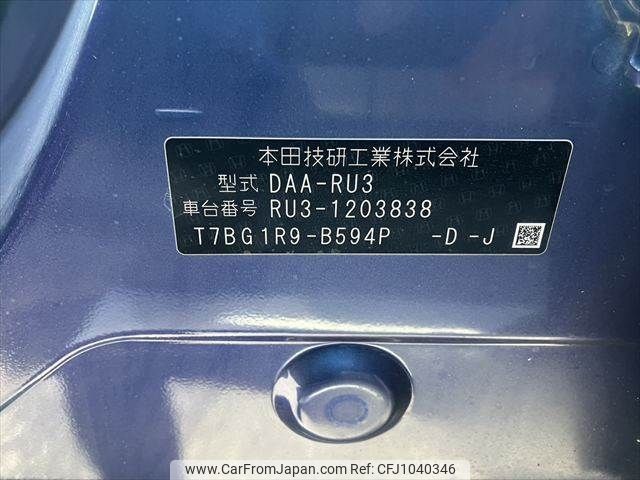 本田技研工業株式会社
型式 DAA-RU3
車台番号 RU3-1203838
T7BG1R9-B594P -D-J
www.CarFromJapan.com REFNO: CFJ1040346